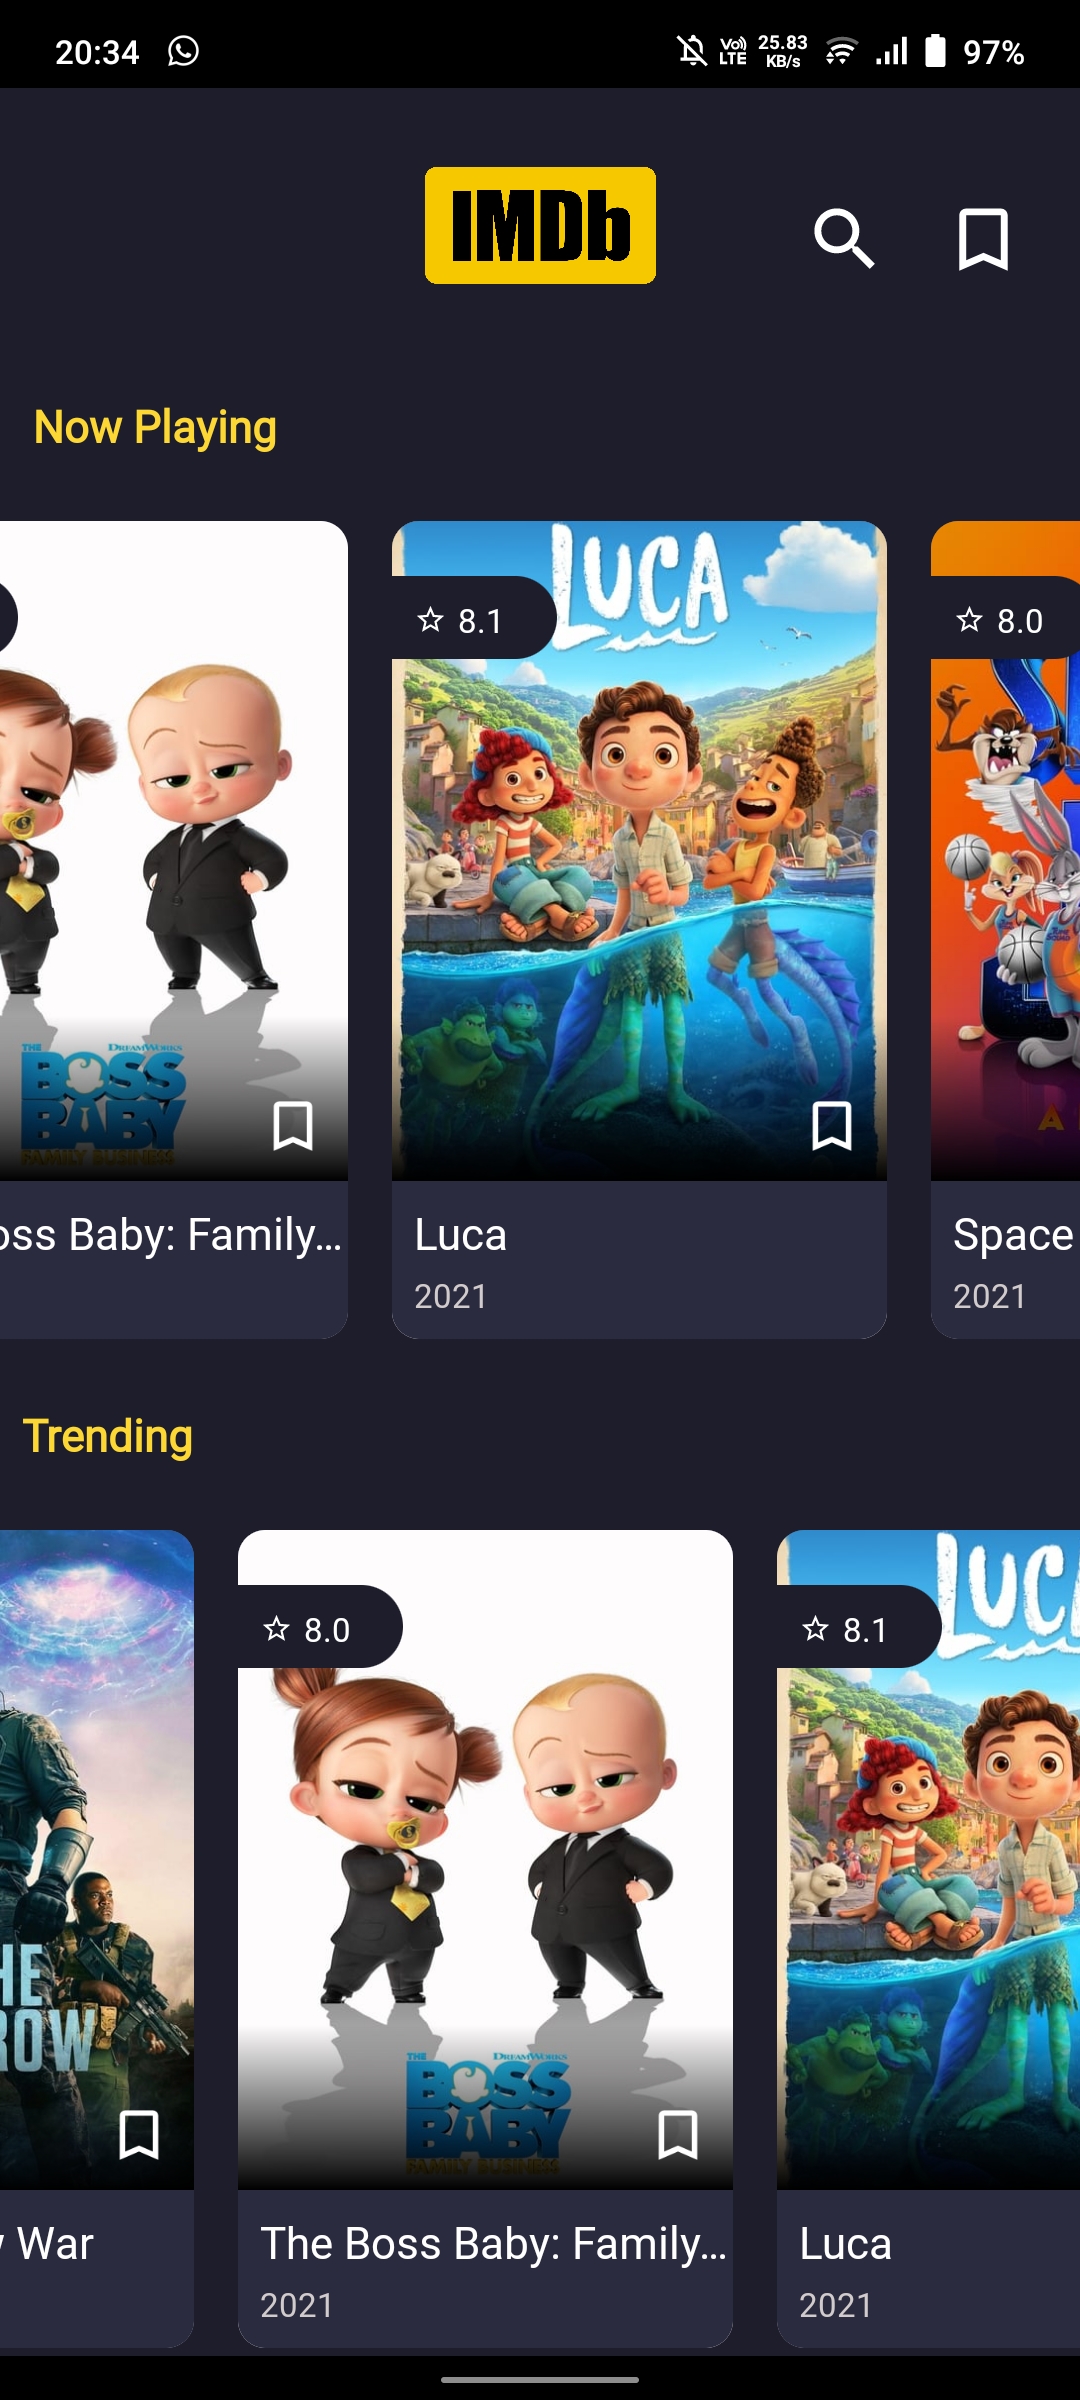 20:34
Vo) LTE
25.83 KB/s
97%
IMDb
Now Playing
LUCA
8.1
8.0
THE DREAMWORKS
BOSS
BABY
FAMILY BUSINESS
A
oss Baby: Family...
Luca
Space
2021
2021
Trending
8.0
8.1
LUCA
HE
ROW
THE DREAMWORKS
BOSS
BABY
FAMILY BUSINESS
War
The Boss Baby: Family...
Luca
2021
2021